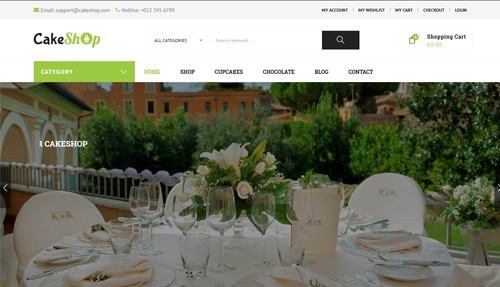 Email: support@cakeshop.com Hotline: +012 345 6789
MY ACCOUNT MY WISHLIST MY CART CHECKOUT LOGIN
CakeShop
ALL CATEGORIES Search keyword...
0 Shopping Cart
£0.00
CATEGORY HOME SHOP CUPCAKES CHOCOLATE BLOG CONTACT
R CAKESHOP
K&R